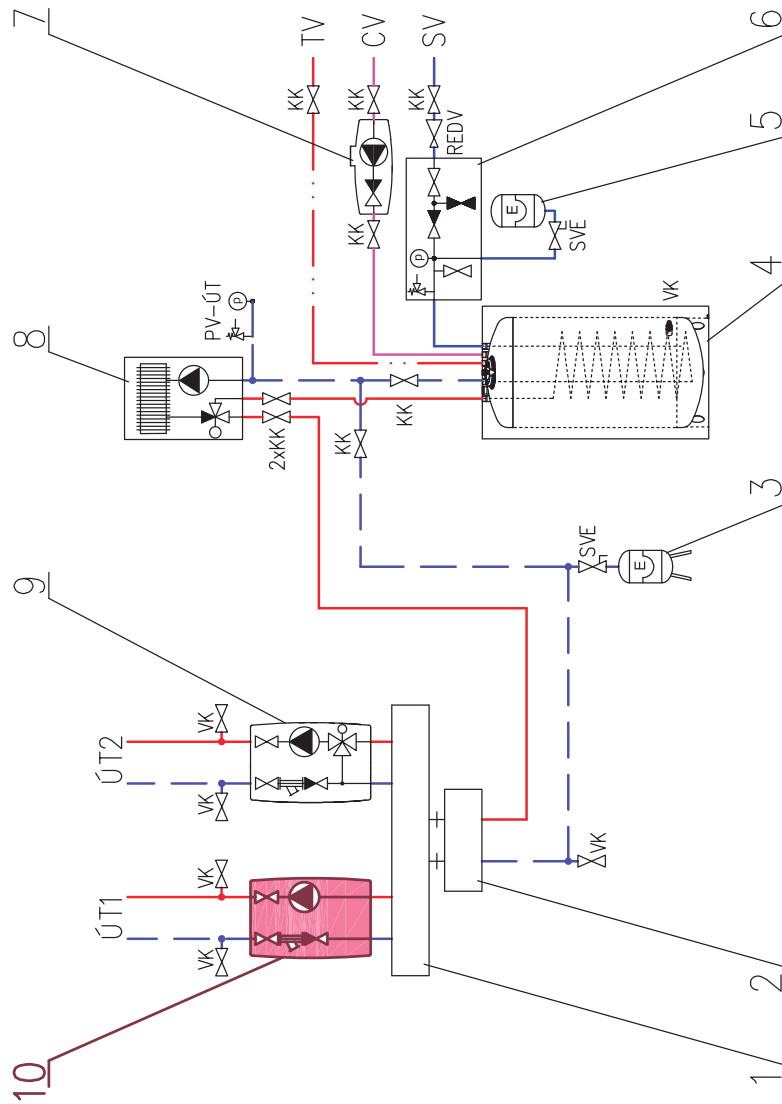 10 9 8 7
ÚT1 ÚT2
VK VK VK VK PV-ÚT
p
2xKK KK TV
KK KK KK CV
KK p KK SV
REDV
E
SVE
SVE
VK
E
VK
1 2 3 4 5 6